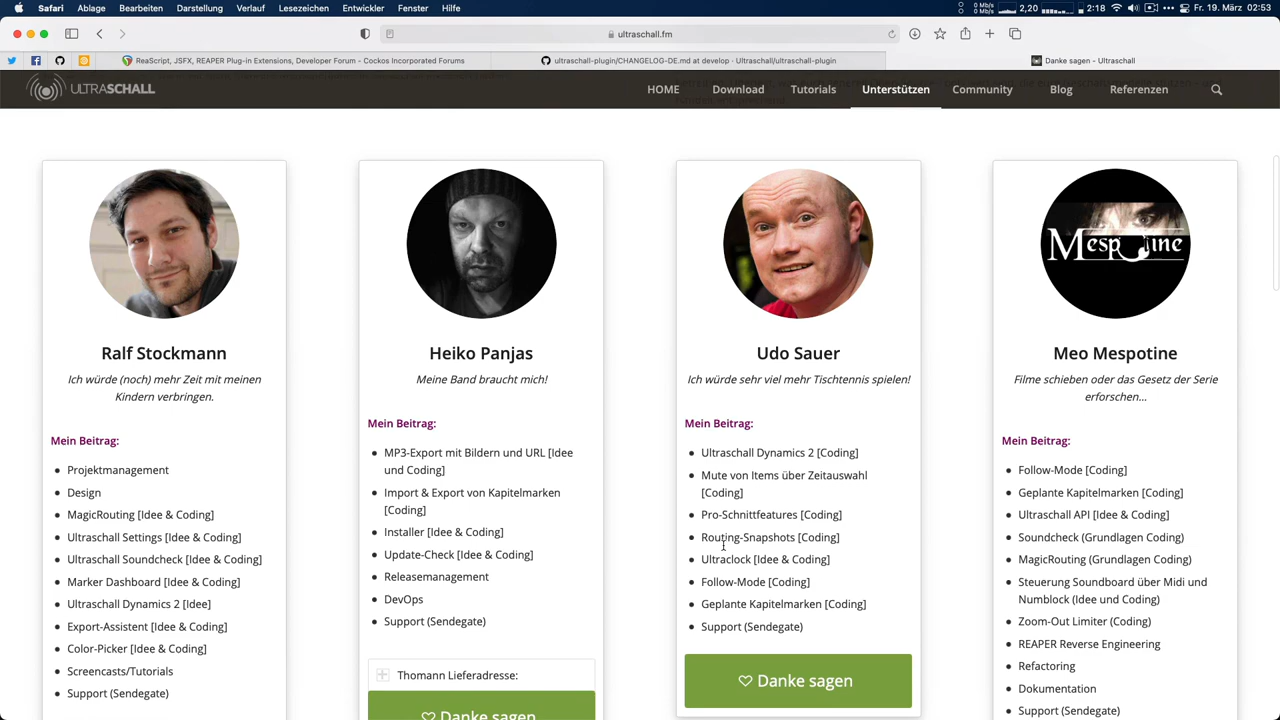 Safari Ablage Bearbeiten Darstellung Verlauf Lesezeichen Entwickler Fenster Hilfe
0 Mb/s
0 Mb/s
2,20
2:18
Fr. 19. März 02:53
ultraschall.fm
ReaScript, JSFX, REAPER Plug-in Extensions, Developer Forum - Cockos Incorporated Forums
ultraschall-plugin/CHANGELOG-DE.md at develop · Ultraschall/ultraschall-plugin
Danke sagen - Ultraschall
ULTRASCHALL
HOME Download Tutorials Unterstützen Community Blog Referenzen
Ralf Stockmann
Ich würde (noch) mehr Zeit mit meinen
Kindern verbringen.
Mein Beitrag:
Projektmanagement
Design
MagicRouting [Idee & Coding]
Ultraschall Settings [Idee & Coding]
Ultraschall Soundcheck [Idee & Coding]
Marker Dashboard [Idee & Coding]
Ultraschall Dynamics 2 [Idee]
Export-Assistent [Idee & Coding]
Color-Picker [Idee & Coding]
Screencasts/Tutorials
Support (Sendegate)
Heiko Panjas
Meine Band braucht mich!
Mein Beitrag:
MP3-Export mit Bildern und URL [Idee
und Coding]
Import & Export von Kapitelmarken
[Coding]
Installer [Idee & Coding]
Update-Check [Idee & Coding]
Releasemanagement
DevOps
Support (Sendegate)
Thomann Lieferadresse:
Danke sagen
Udo Sauer
Ich würde sehr viel mehr Tischtennis spielen!
Mein Beitrag:
Ultraschall Dynamics 2 [Coding]
Mute von Items über Zeitauswahl
[Coding]
Pro-Schnittfeatures [Coding]
Routing-Snapshots [Coding]
Ultraclock [Idee & Coding]
Follow-Mode [Coding]
Geplante Kapitelmarken [Coding]
Support (Sendegate)
Danke sagen
Mespotine
Meo Mespotine
Filme schieben oder das Gesetz der Serie
erforschen...
Mein Beitrag:
Follow-Mode [Coding]
Geplante Kapitelmarken [Coding]
Ultraschall API [Idee & Coding]
Soundcheck (Grundlagen Coding)
MagicRouting (Grundlagen Coding)
Steuerung Soundboard über Midi und
Numblock (Idee und Coding)
Zoom-Out Limiter (Coding)
REAPER Reverse Engineering
Refactoring
Dokumentation
Support (Sendegate)